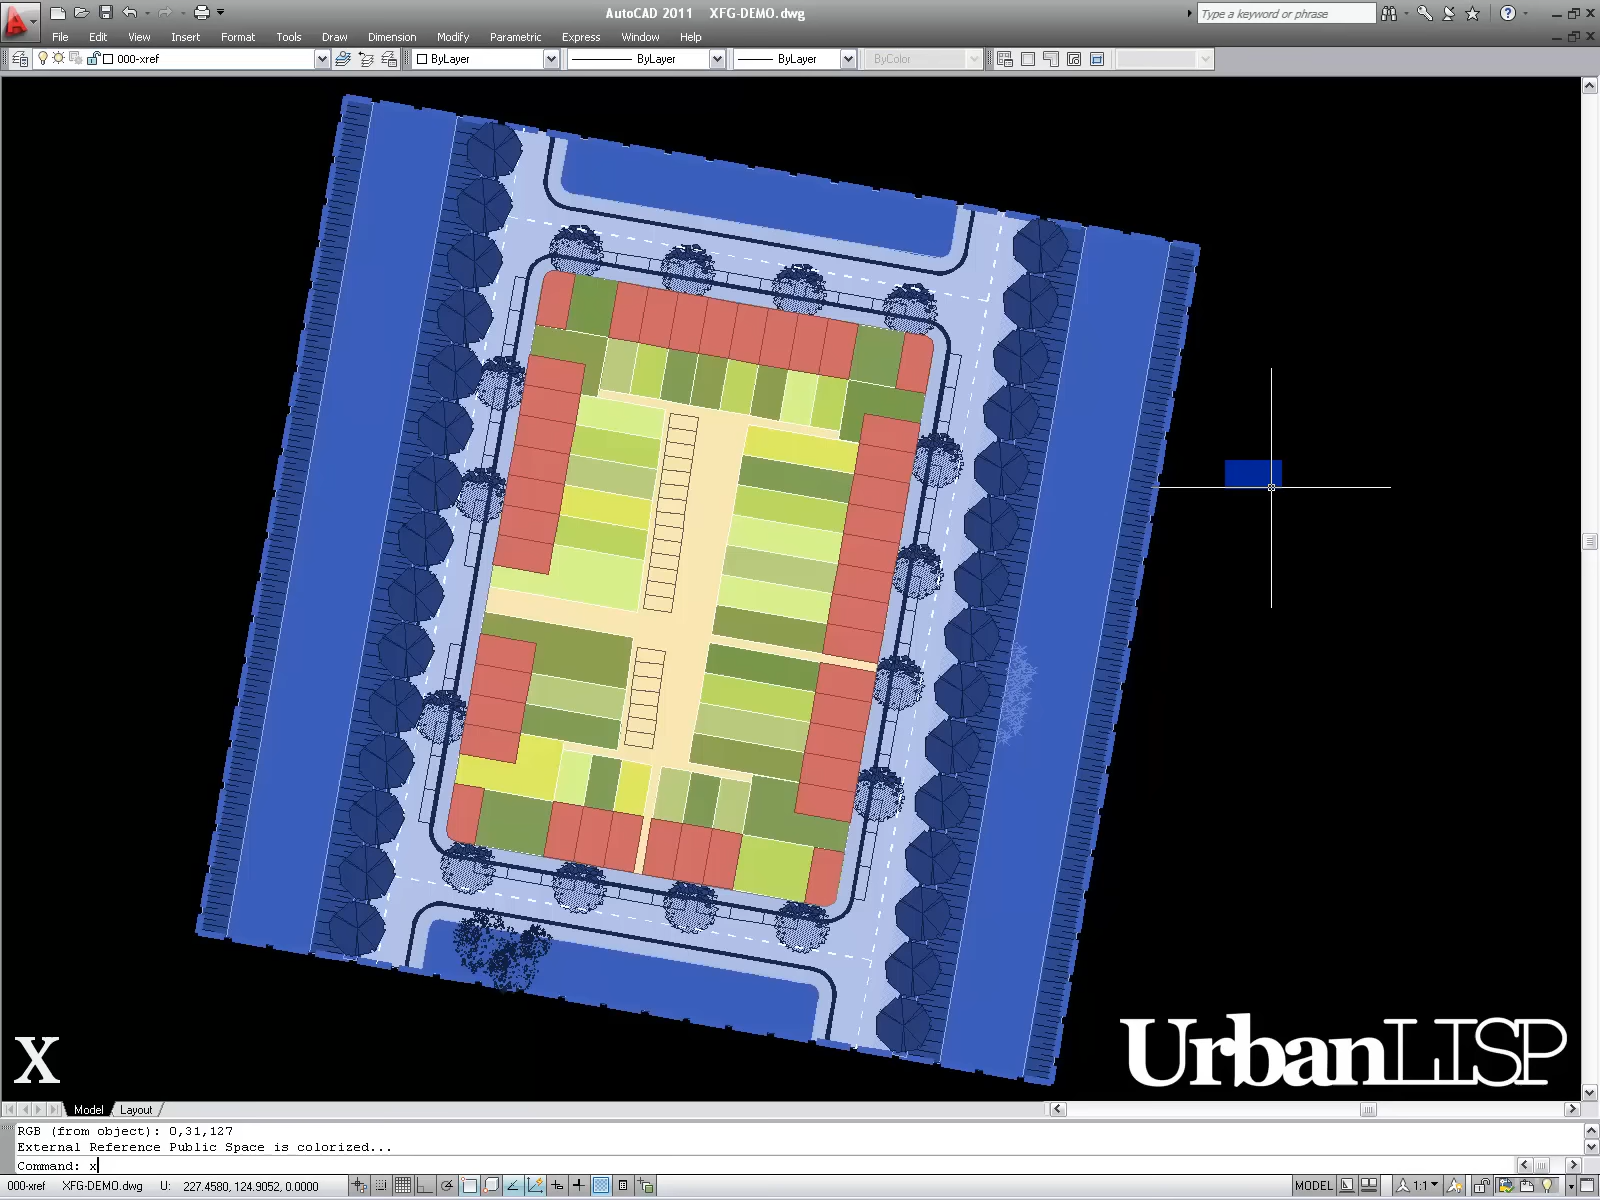 AutoCAD 2011 XFG-DEMO.dwg
Type a keyword or phrase
File Edit View Insert Format Tools Draw Dimension Modify Parametric Express Window Help
000-xref ByLayer ByLayer ByLayer ByColor
X
UrbanLISP
Model Layout
RGB (from object): 0,31,127
External Reference Public Space is colorized...
Command: x
000-xref XFG-DEMO.dwg U: 227.4580, 124.9052, 0.0000 MODEL 1:1